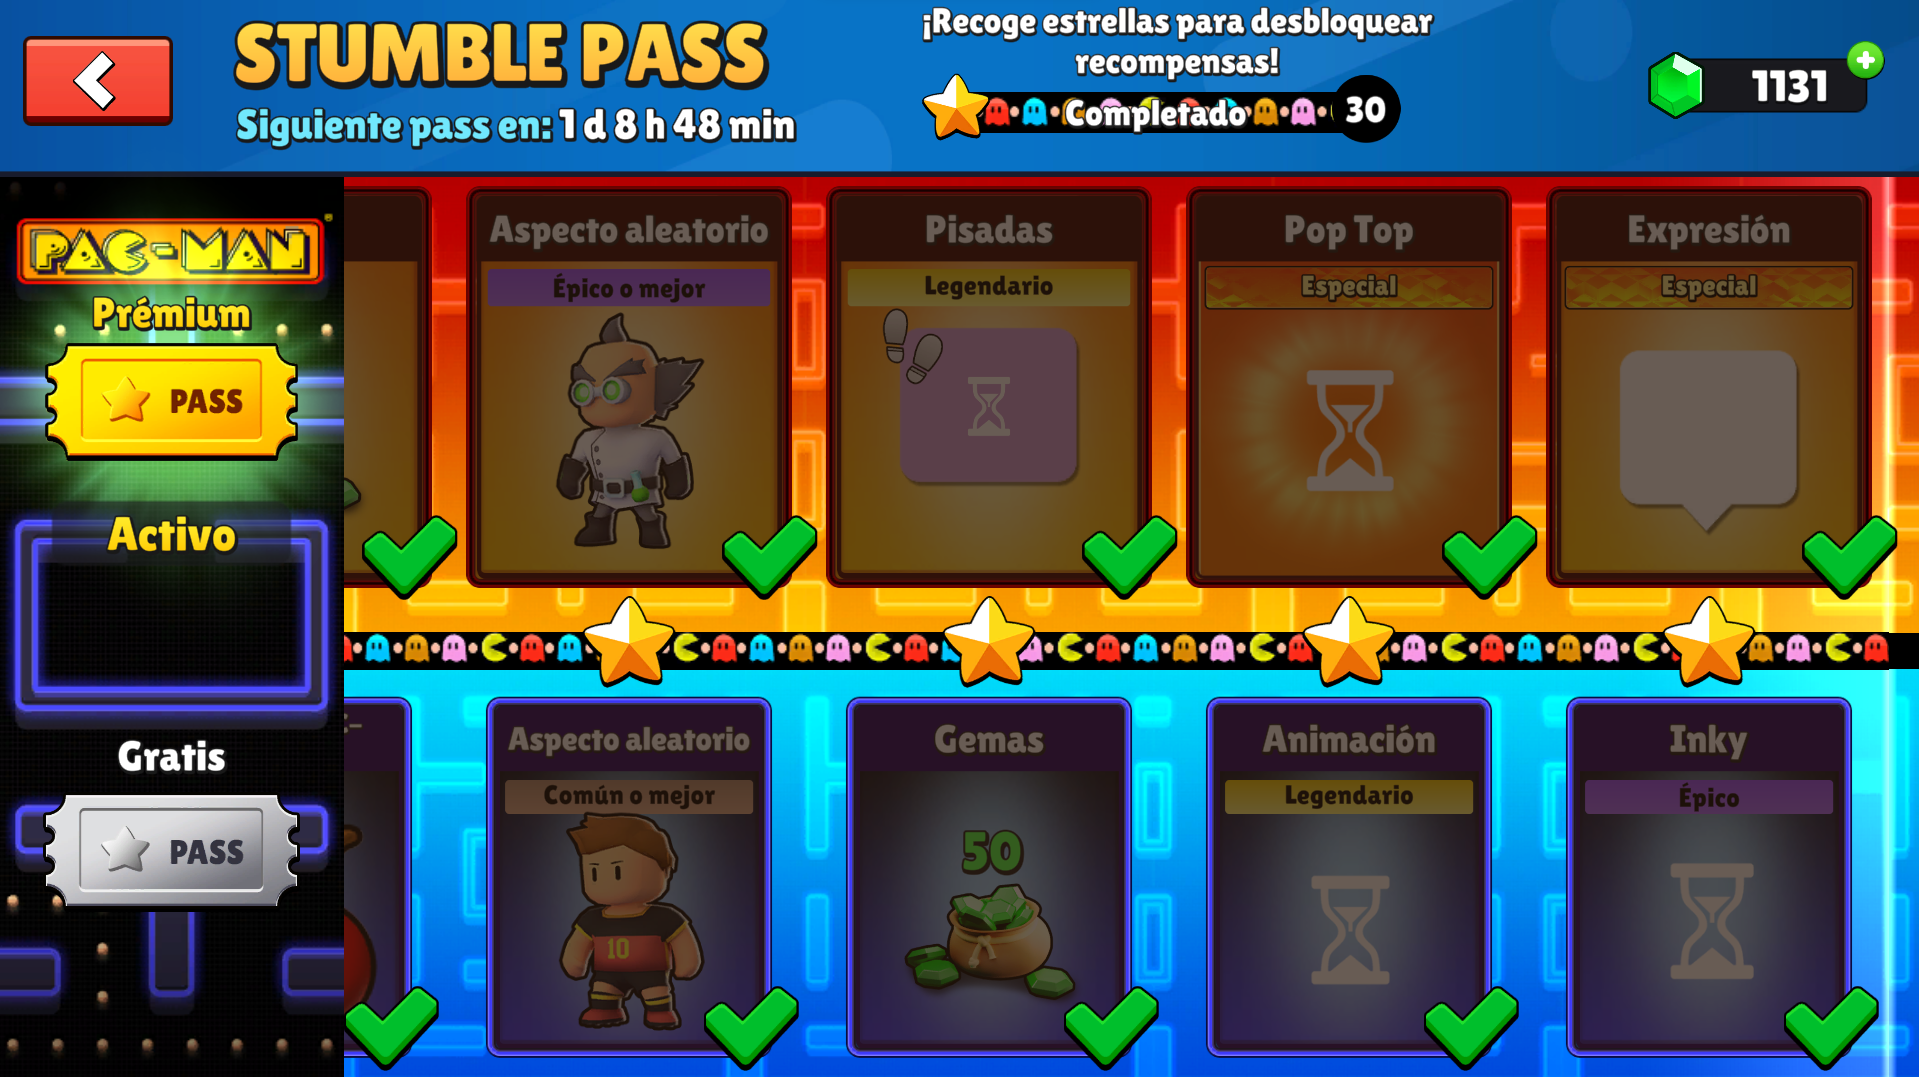 STUMBLE PASS
Siguiente pass en: 1 d 8 h 48 min
¡Recoge estrellas para desbloquear
recompensas!
Completado
30
1131
PAC-MAN
Prémium
PASS
Activo
Gratis
PASS
Aspecto aleatorio
Épico o mejor
Pisadas
Legendario
Pop Top
Especial
Expresión
Especial
Aspecto aleatorio
Común o mejor
10
Gemas
50
Animación
Legendario
Inky
Épico